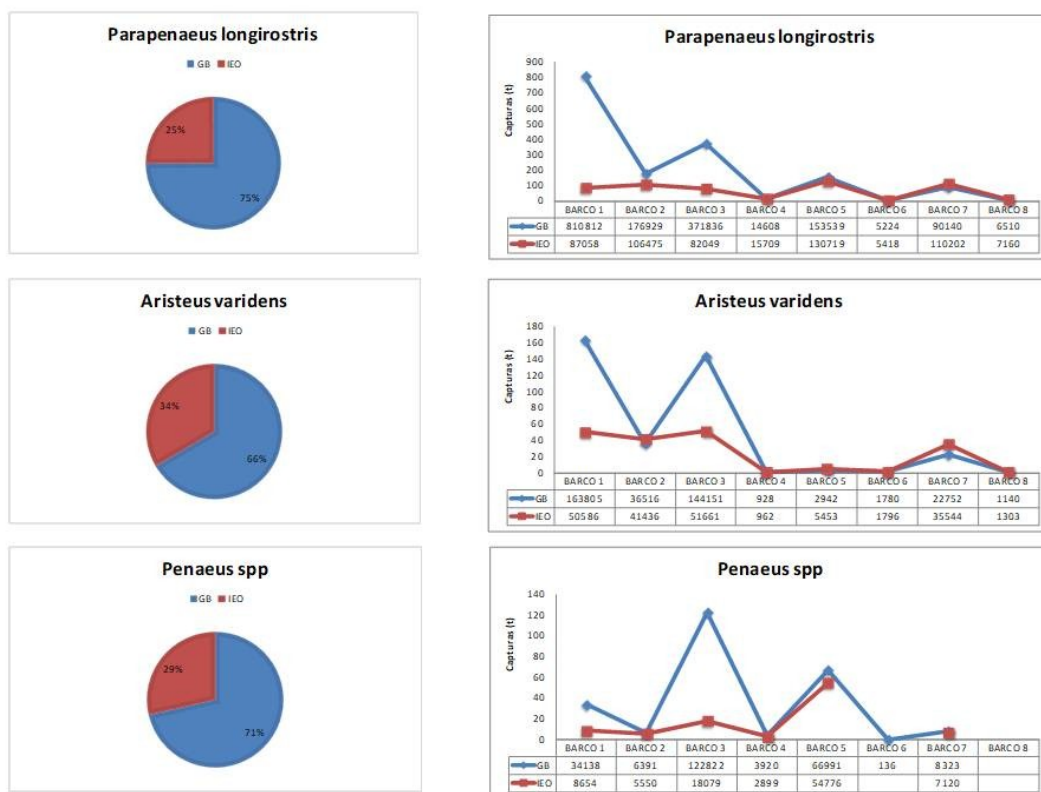 Parapenaeus longirostris
GB IEO
25%
75%
Parapenaeus longirostris
Capturas (t)
900
800
700
600
500
400
300
200
100
0
BARCO 1 BARCO 2 BARCO 3 BARCO 4 BARCO 5 BARCO 6 BARCO 7 BARCO 8
GB 810812 176929 371836 14608 153539 5224 90140 6510
IEO 87058 106475 82049 15709 130719 5418 110202 7160
Aristeus varidens
GB IEO
34%
66%
Aristeus varidens
Capturas (t)
180
160
140
120
100
80
60
40
20
0
BARCO 1 BARCO 2 BARCO 3 BARCO 4 BARCO 5 BARCO 6 BARCO 7 BARCO 8
GB 163805 36516 144151 928 2942 1780 22752 1140
IEO 50586 41436 51661 962 5453 1796 35544 1303
Penaeus spp
GB IEO
29%
71%
Penaeus spp
Capturas (t)
140
120
100
80
60
40
20
0
BARCO 1 BARCO 2 BARCO 3 BARCO 4 BARCO 5 BARCO 6 BARCO 7 BARCO 8
GB 34138 6391 122822 3920 66991 136 8323
IEO 8654 5550 18079 2899 54776 7120